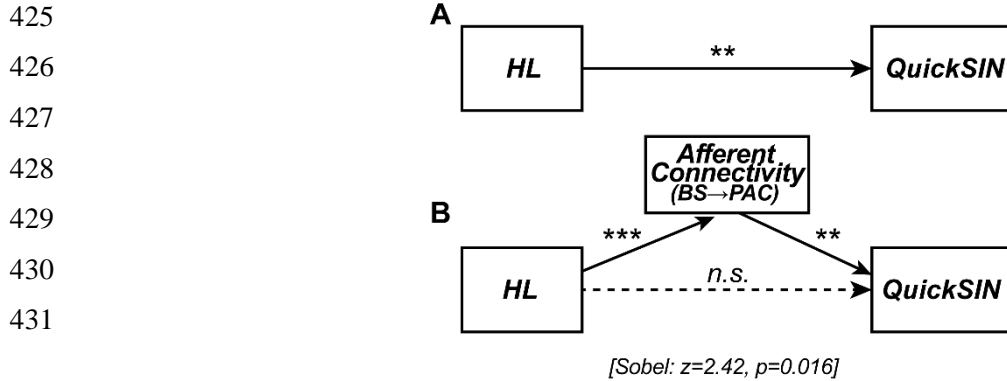 425
A
**
426
HL
QuickSIN
427
428
Afferent
Connectivity
(BS→PAC)
429
B
***
**
430
n.s.
HL
QuickSIN
431
[Sobel: z=2.42, p=0.016]